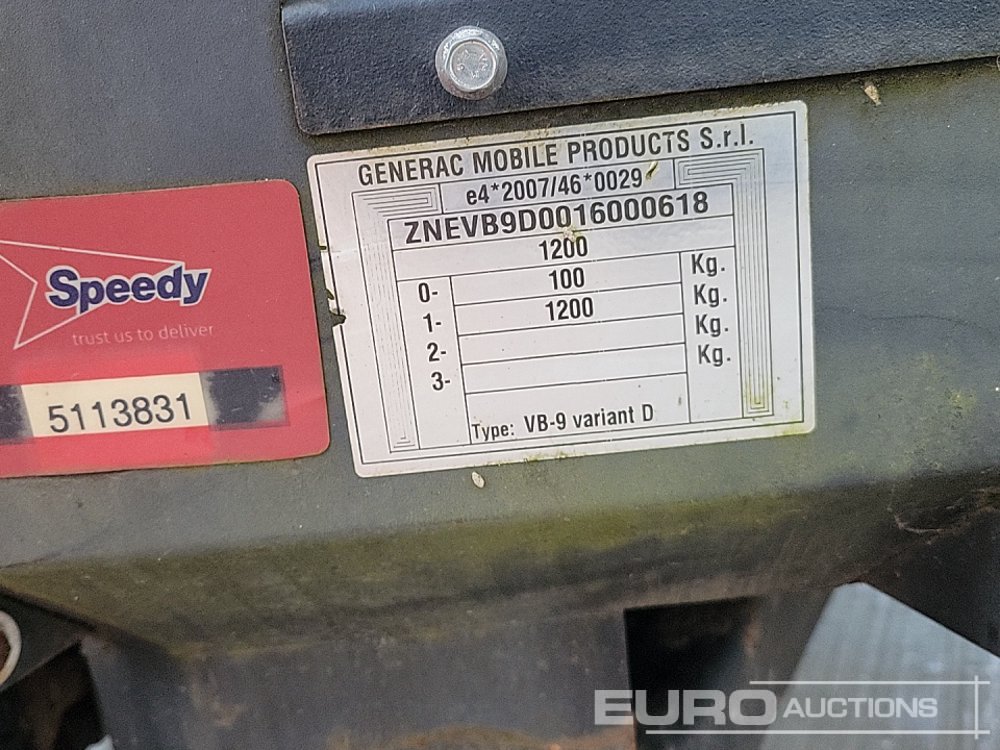 GENERAC MOBILE PRODUCTS S.r.l.
e4*2007/46*0029
ZNEVB9D0016000618
1200 Kg.
0- 100 Kg.
1- 1200 Kg.
2- Kg.
3-
Type: VB-9 variant D
Speedy
trust us to deliver
5113831
EURO AUCTIONS